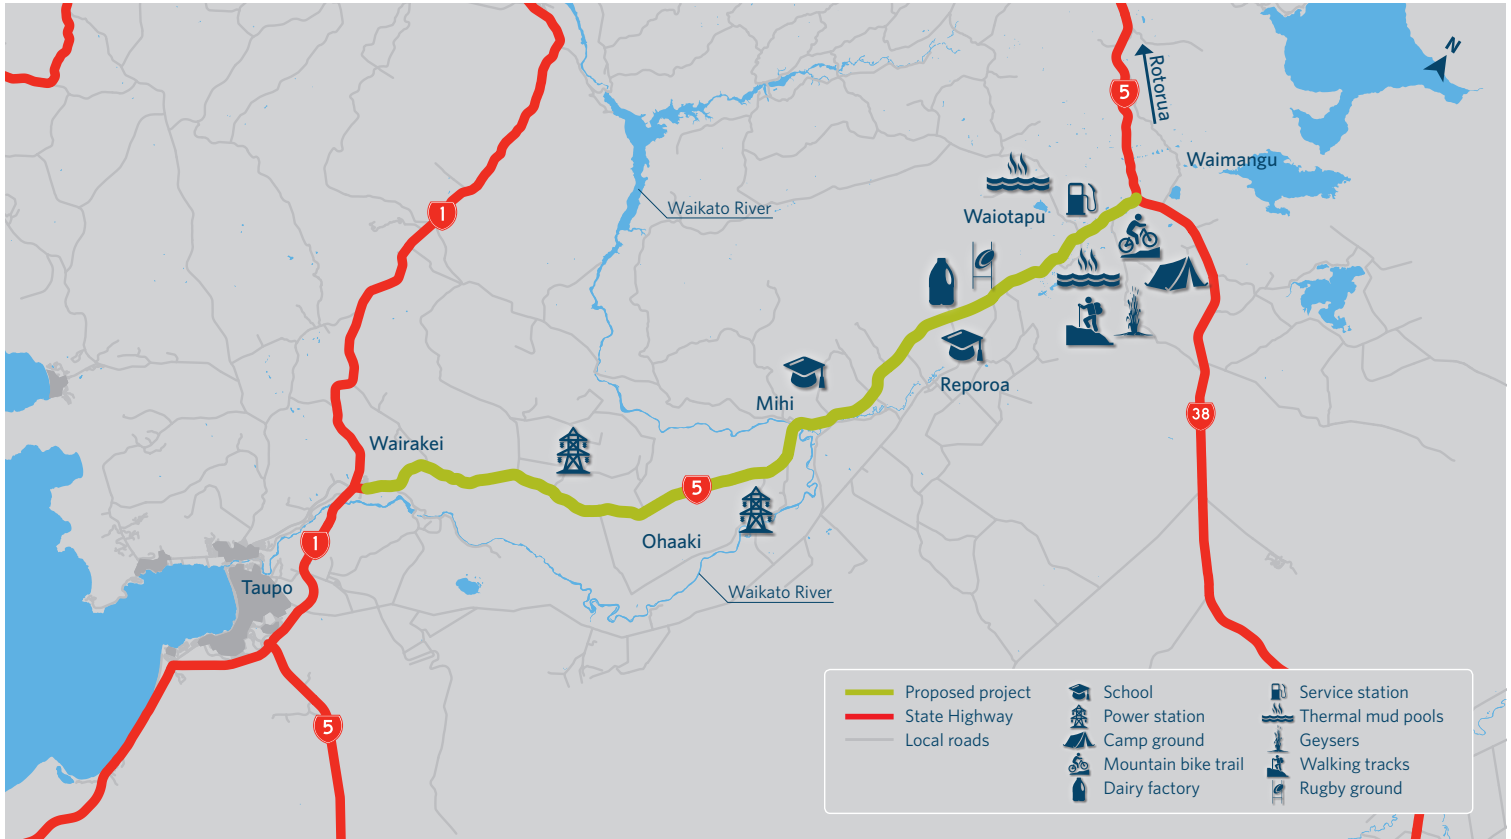 N
5
Rotorua
Waimangu
1
Waikato River
Waiotapu
Reporoa
Mihi
38
Wairakei
5
Ohaaki
1
Taupo
Waikato River
5
Proposed project
State Highway
Local roads
School
Power station
Camp ground
Mountain bike trail
Dairy factory
Service station
Thermal mud pools
Geysers
Walking tracks
Rugby ground